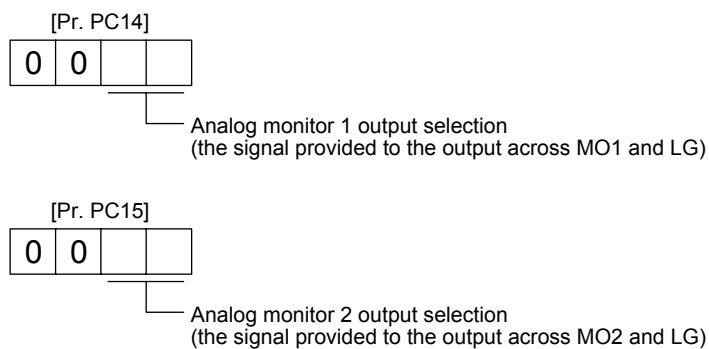 [Pr. PC14]
0 0
Analog monitor 1 output selection
(the signal provided to the output across MO1 and LG)
[Pr. PC15]
0 0
Analog monitor 2 output selection
(the signal provided to the output across MO2 and LG)